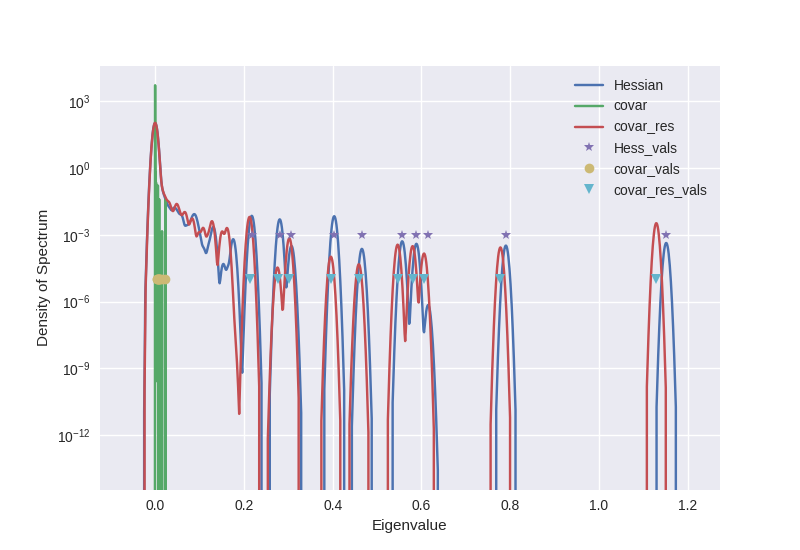 Hessian
covar
covar_res
Hess_vals
covar_vals
covar_res_vals
10^3
10^0
10^−3
10^−6
10^−9
10^−12
Density of Spectrum
0.0 0.2 0.4 0.6 0.8 1.0 1.2
Eigenvalue